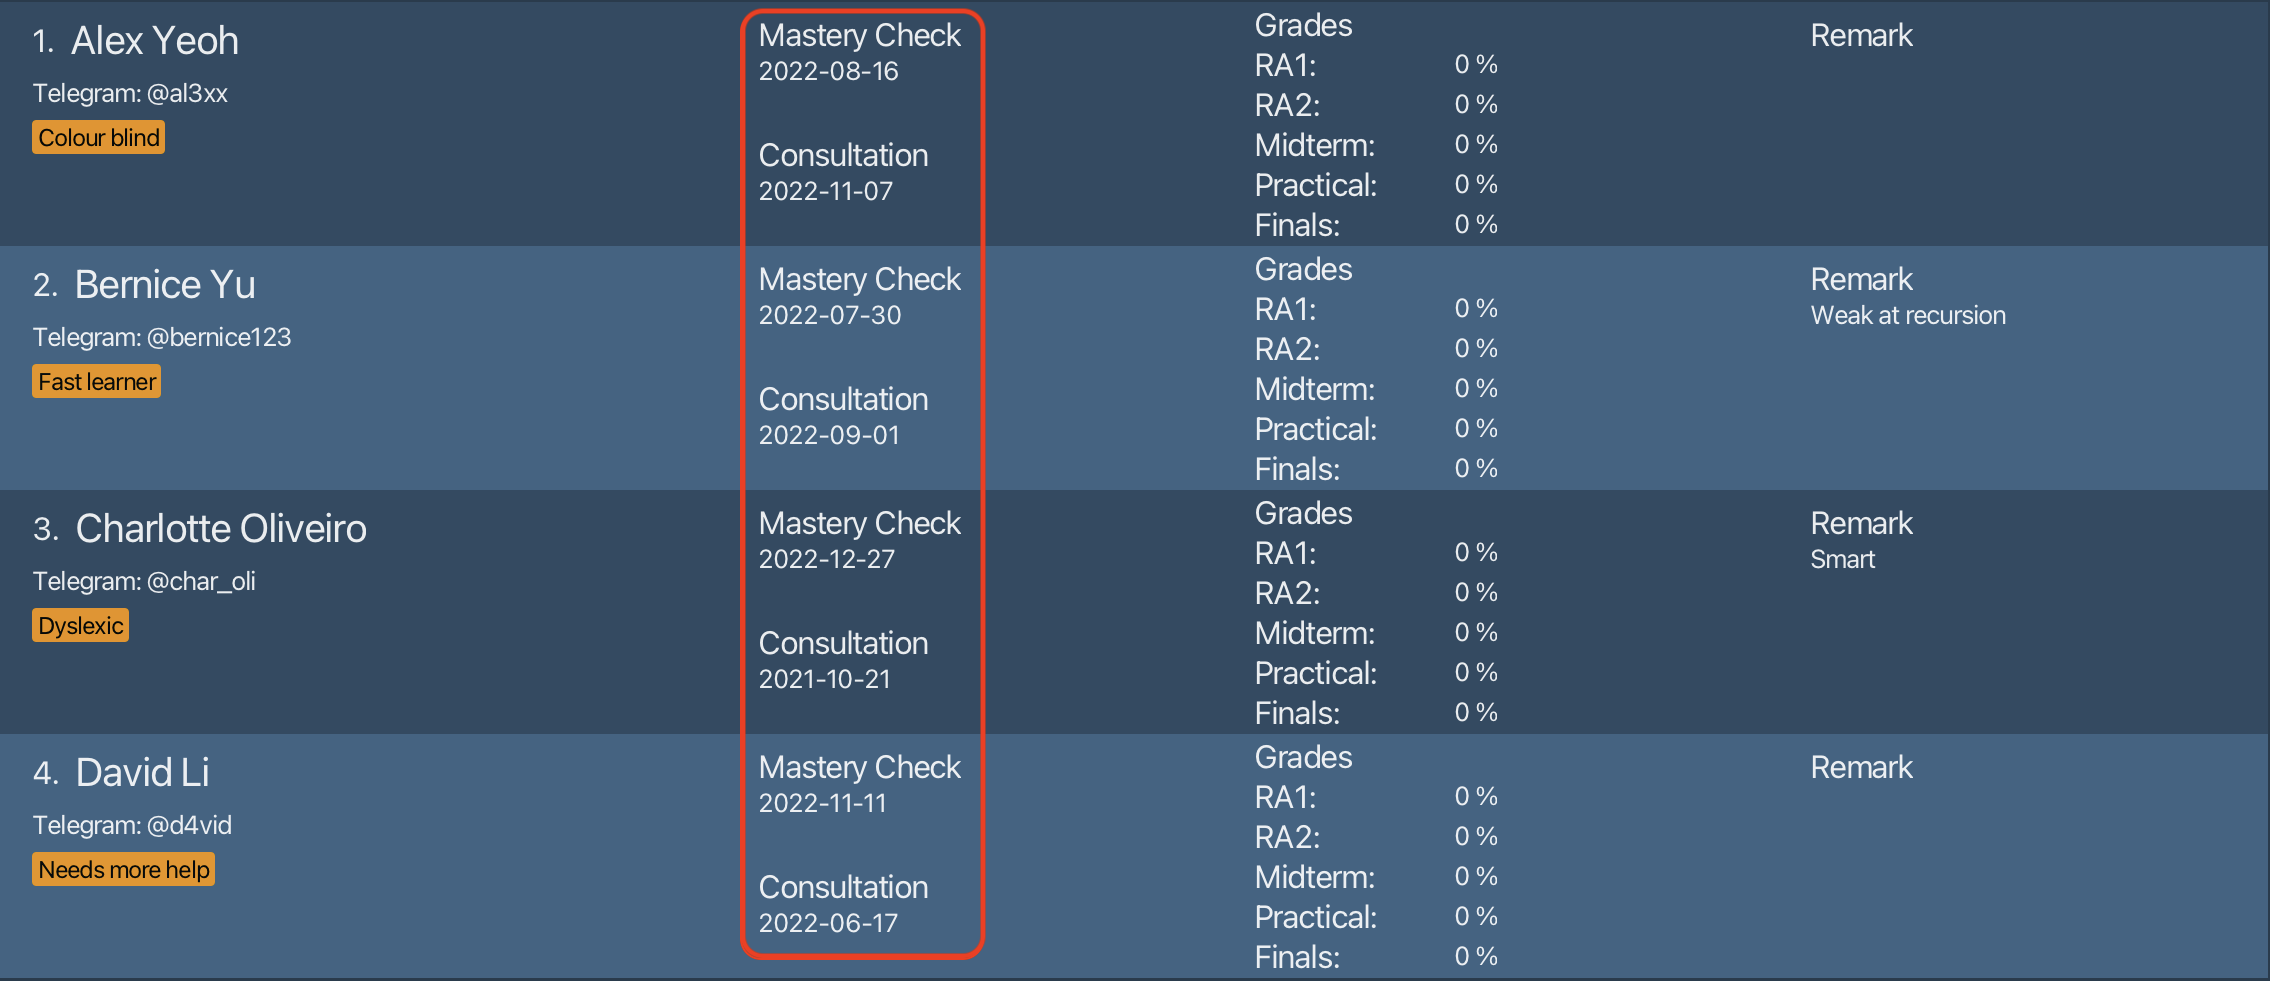 1. Alex Yeoh
Telegram: @al3xx
Colour blind
Mastery Check
2022-08-16
Consultation
2022-11-07
Grades
RA1: 0 %
RA2: 0 %
Midterm: 0 %
Practical: 0 %
Finals: 0 %
Remark
2. Bernice Yu
Telegram: @bernice123
Fast learner
Mastery Check
2022-07-30
Consultation
2022-09-01
Grades
RA1: 0 %
RA2: 0 %
Midterm: 0 %
Practical: 0 %
Finals: 0 %
Remark
Weak at recursion
3. Charlotte Oliveiro
Telegram: @char_oli
Dyslexic
Mastery Check
2022-12-27
Consultation
2021-10-21
Grades
RA1: 0 %
RA2: 0 %
Midterm: 0 %
Practical: 0 %
Finals: 0 %
Remark
Smart
4. David Li
Telegram: @d4vid
Needs more help
Mastery Check
2022-11-11
Consultation
2022-06-17
Grades
RA1: 0 %
RA2: 0 %
Midterm: 0 %
Practical: 0 %
Finals: 0 %
Remark